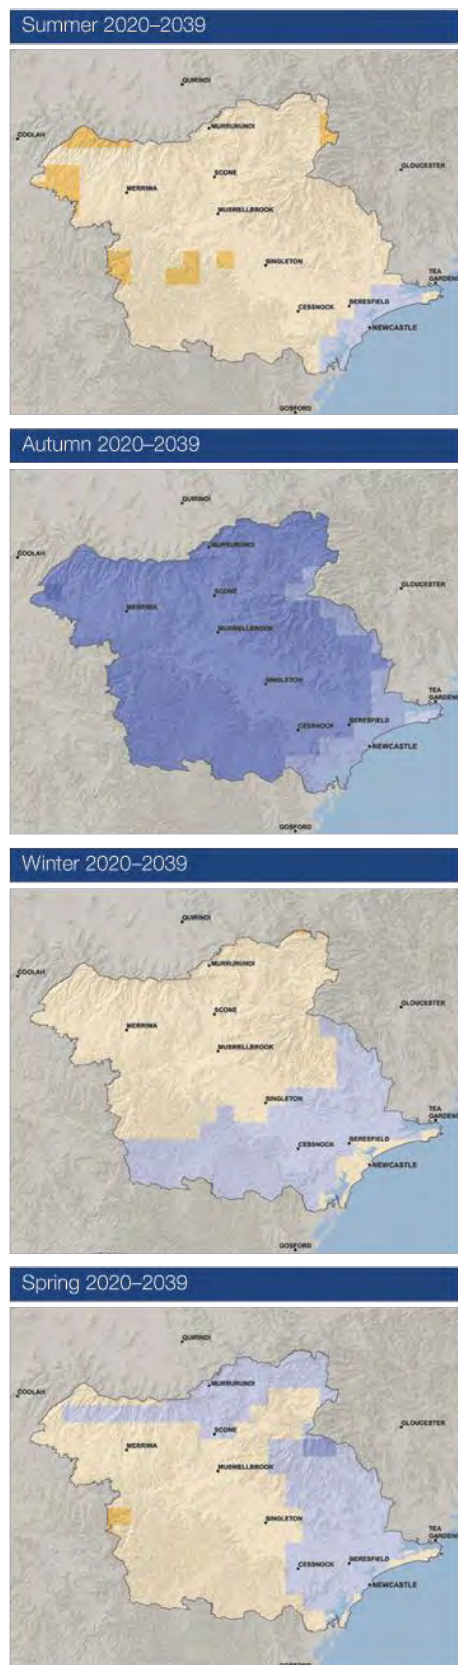 Summer 2020–2039
QUIRINDI
COOLAH
MURRURUNDI
GLOUCESTER
SCONE
MERRIWA
MUSWELLBROOK
SINGLETON
TEA
GARDENS
CESSNOCK
BERESFIELD
NEWCASTLE
GOSFORD
Autumn 2020–2039
QUIRINDI
COOLAH
MURRURUNDI
GLOUCESTER
SCONE
MERRIWA
MUSWELLBROOK
SINGLETON
TEA
GARDENS
CESSNOCK
BERESFIELD
NEWCASTLE
GOSFORD
Winter 2020–2039
QUIRINDI
COOLAH
MURRURUNDI
GLOUCESTER
SCONE
MERRIWA
MUSWELLBROOK
SINGLETON
TEA
GARDENS
CESSNOCK
BERESFIELD
NEWCASTLE
GOSFORD
Spring 2020–2039
QUIRINDI
COOLAH
MURRURUNDI
GLOUCESTER
SCONE
MERRIWA
MUSWELLBROOK
SINGLETON
TEA
GARDENS
CESSNOCK
BERESFIELD
NEWCASTLE